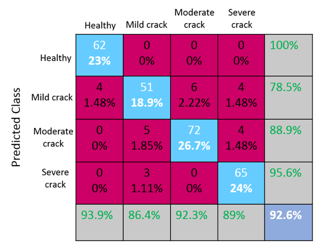 Healthy Mild crack Moderate crack Severe crack
Predicted Class
Healthy 62 0 0 0 100%
23% 0% 0% 0%
Mild crack 4 51 6 4 78.5%
1.48% 18.9% 2.22% 1.48%
Moderate crack 0 5 72 4 88.9%
0% 1.85% 26.7% 1.48%
Severe crack 0 3 0 65 95.6%
0% 1.11% 0% 24%
93.9% 86.4% 92.3% 89% 92.6%